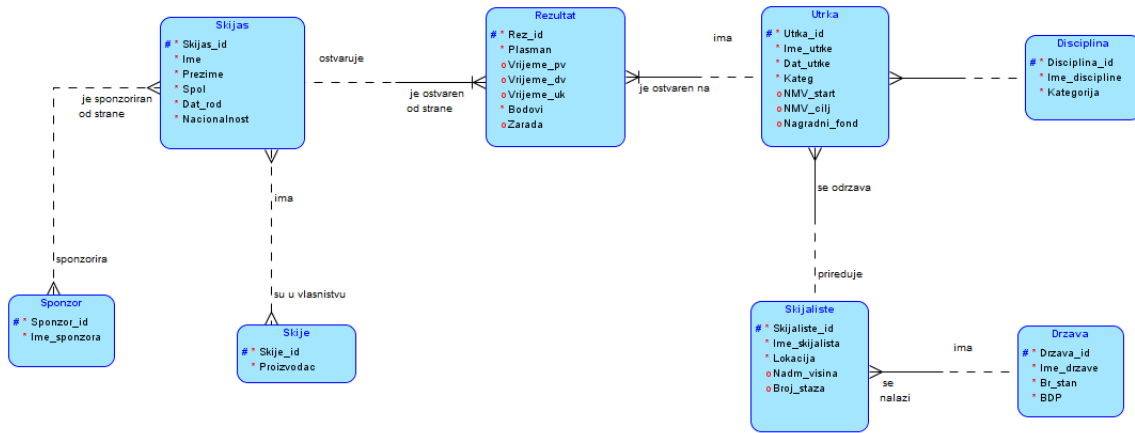 Skijas
# * Skijas_id
* Ime
* Prezime
* Spol
* Dat_rod
* Nacionalnost
ostvaruje
je ostvaren
od strane
Rezultat
# * Rez_id
* Plasman
o Vrijeme_pv
o Vrijeme_dv
o Vrijeme_uk
* Bodovi
o Zarada
ima
je ostvaren na
Utrka
# * Utrka_id
* Ime_utrke
* Dat_utrke
* Kateg
o NMV_start
o NMV_cilj
o Nagradni_fond
Disciplina
# * Disciplina_id
* Ime_discipline
* Kategorija
je sponzoriran
od strane
sponzorira
ima
su u vlasnistvu
se odrzava
prireduje
Sponzor
# * Sponzor_id
* Ime_sponzora
Skije
# * Skije_id
* Proizvodac
Skijaliste
# * Skijaliste_id
* Ime_skijalista
* Lokacija
o Nadm_visina
o Broj_staza
ima
se
nalazi
Drzava
# * Drzava_id
* Ime_drzave
* Br_stan
* BDP